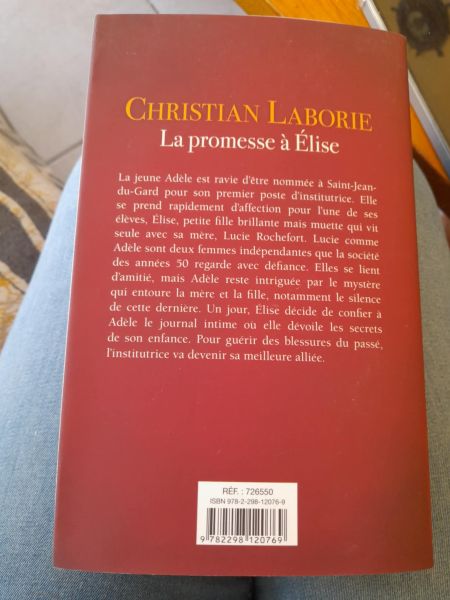 CHRISTIAN LABORIE
La promesse à Élise
La jeune Adèle est ravie d'être nommée à Saint-Jean-
du-Gard pour son premier poste d'institutrice. Elle
se prend rapidement d'affection pour l'une de ses
élèves, Élise, petite fille brillante mais muette qui vit
seule avec sa mère, Lucie Rochefort. Lucie comme
Adèle sont deux femmes indépendantes que la société
des années 50 regarde avec défiance. Elles se lient
d'amitié, mais Adèle reste intriguée par le mystère
qui entoure la mère et la fille, notamment le silence
de cette dernière. Un jour, Élise décide de confier à
Adèle le journal intime où elle dévoile les secrets
de son enfance. Pour guérir des blessures du passé,
l'institutrice va devenir sa meilleure alliée.
RÉF. : 726550
ISBN 978-2-298-12076-9
9 782298 120769